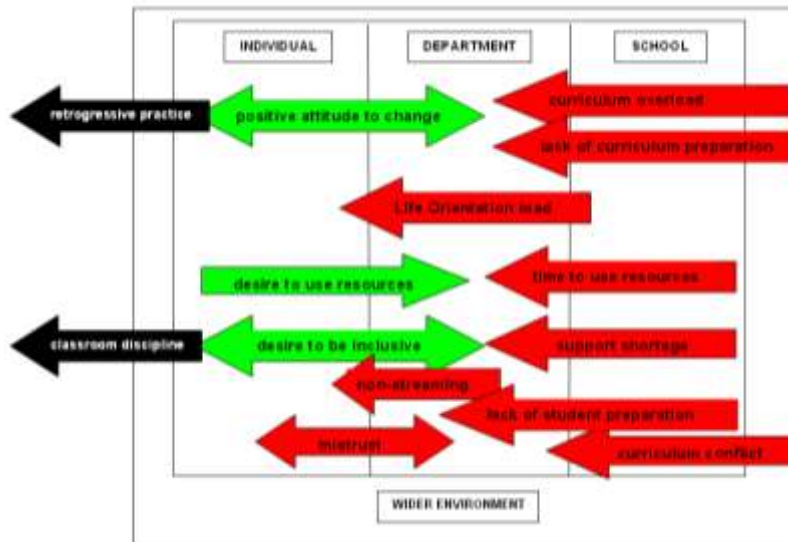 INDIVIDUAL
DEPARTMENT
SCHOOL
retrogressive practice
positive attitude to change
curriculum overload
lack of curriculum preparation
Life Orientation load
desire to use resources
time to use resources
classroom discipline
desire to be inclusive
support shortage
non-streaming
lack of student preparation
mistrust
curriculum conflict
WIDER ENVIRONMENT